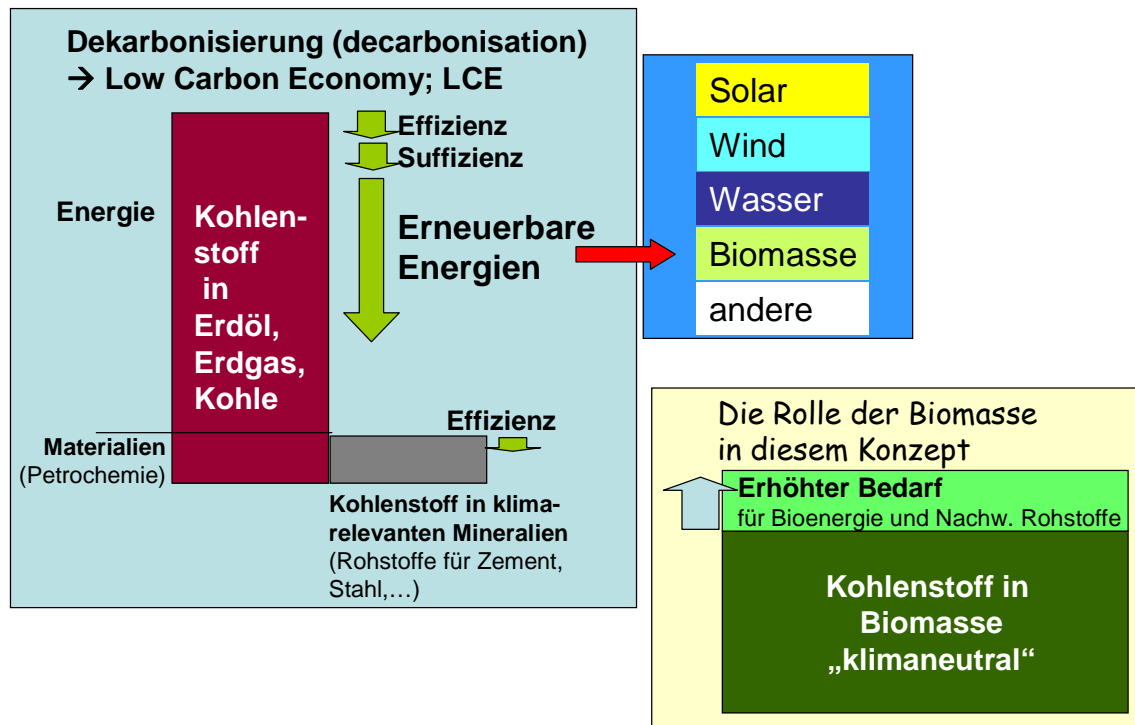 Dekarbonisierung (decarbonisation)
→ Low Carbon Economy; LCE
Effizienz
Suffizienz
Energie
Kohlen-
stoff
in
Erdöl,
Erdgas,
Kohle
Erneuerbare
Energien
Effizienz
Materialien
(Petrochemie)
Kohlenstoff in klima-
relevanten Mineralien
(Rohstoffe für Zement,
Stahl,…)
Solar
Wind
Wasser
Biomasse
andere
Die Rolle der Biomasse
in diesem Konzept
Erhöhter Bedarf
für Bioenergie und Nachw. Rohstoffe
Kohlenstoff in
Biomasse
„klimaneutral“